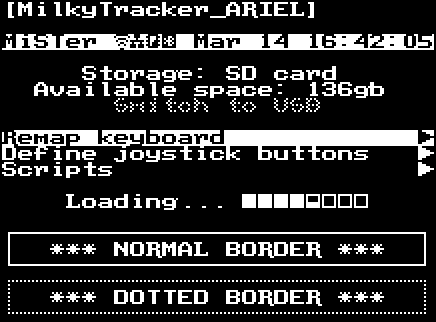 [MilkyTracker_ARIEL]
MiSTer Mar 14 16:42:05
Storage: SD card
Available space: 136gb
Switch to USB
Remap keyboard
Define joystick buttons
Scripts
Loading...
*** NORMAL BORDER ***
*** DOTTED BORDER ***